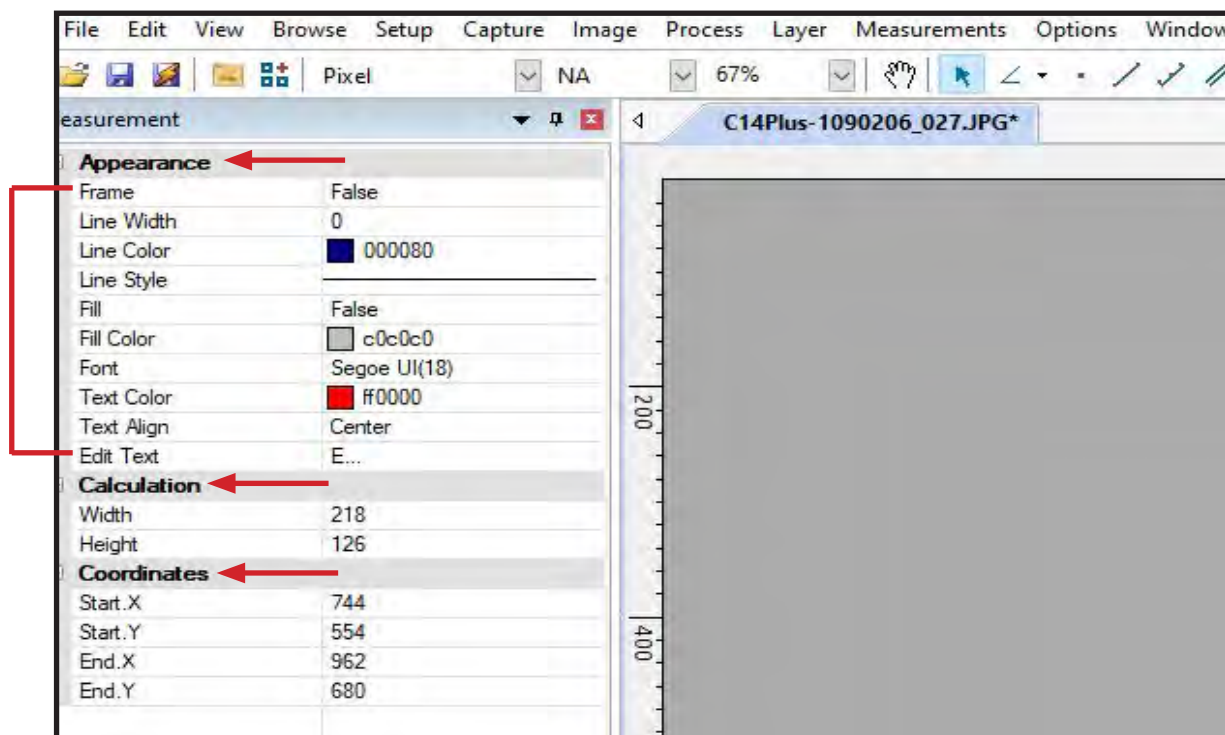 File Edit View Browse Setup Capture Image Process Layer Measurements Options Window
Pixel NA 67%
easurement
C14Plus-1090206_027.JPG*
Appearance
Frame False
Line Width 0
Line Color 000080
Line Style
Fill False
Fill Color c0c0c0
Font Segoe UI(18)
Text Color ff0000
Text Align Center
Edit Text E...
Calculation
Width 218
Height 126
Coordinates
Start.X 744
Start.Y 554
End.X 962
End.Y 680
200
400